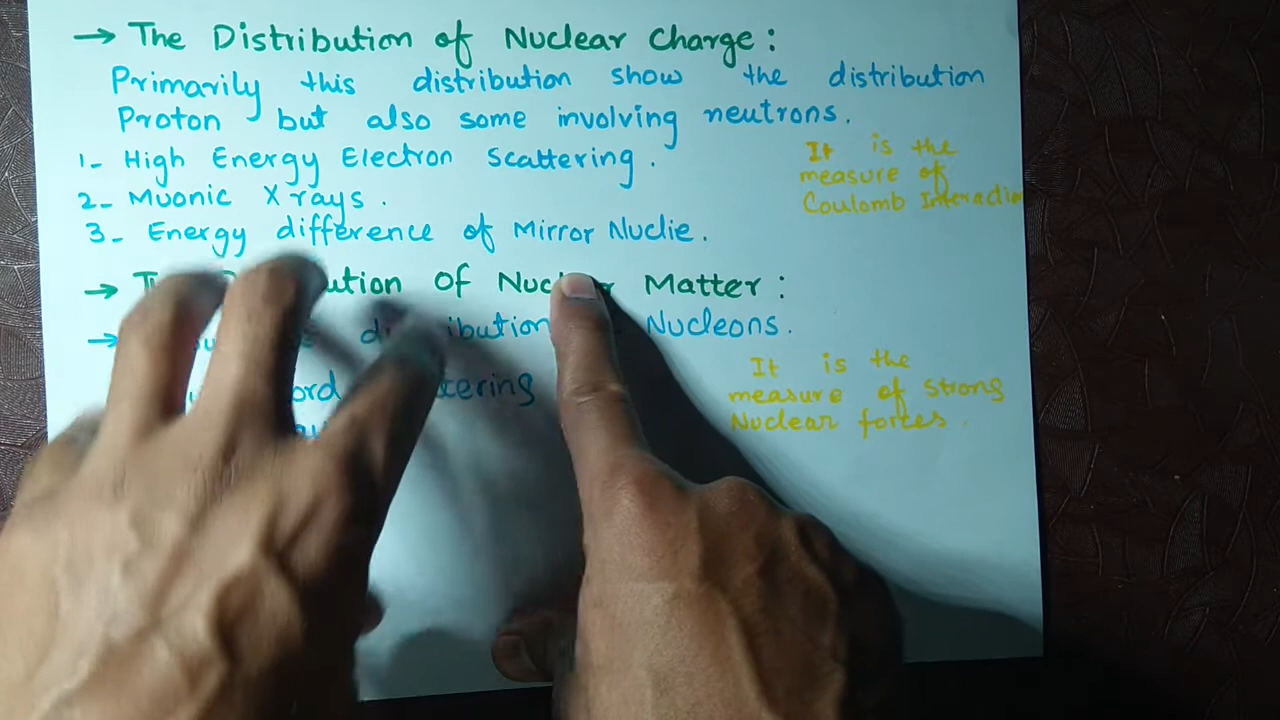 → The Distribution of Nuclear Charge:
Primarily this distribution show the distribution
Proton but also some involving neutrons.
1- High Energy Electron Scattering.
2- Muonic X rays.
3- Energy difference of Mirror Nuclie.
It is the
measure of
Coulomb Interaction
→ of Matter:
→ Nucleons.
It is the
measure of Strong
Nuclear forces.